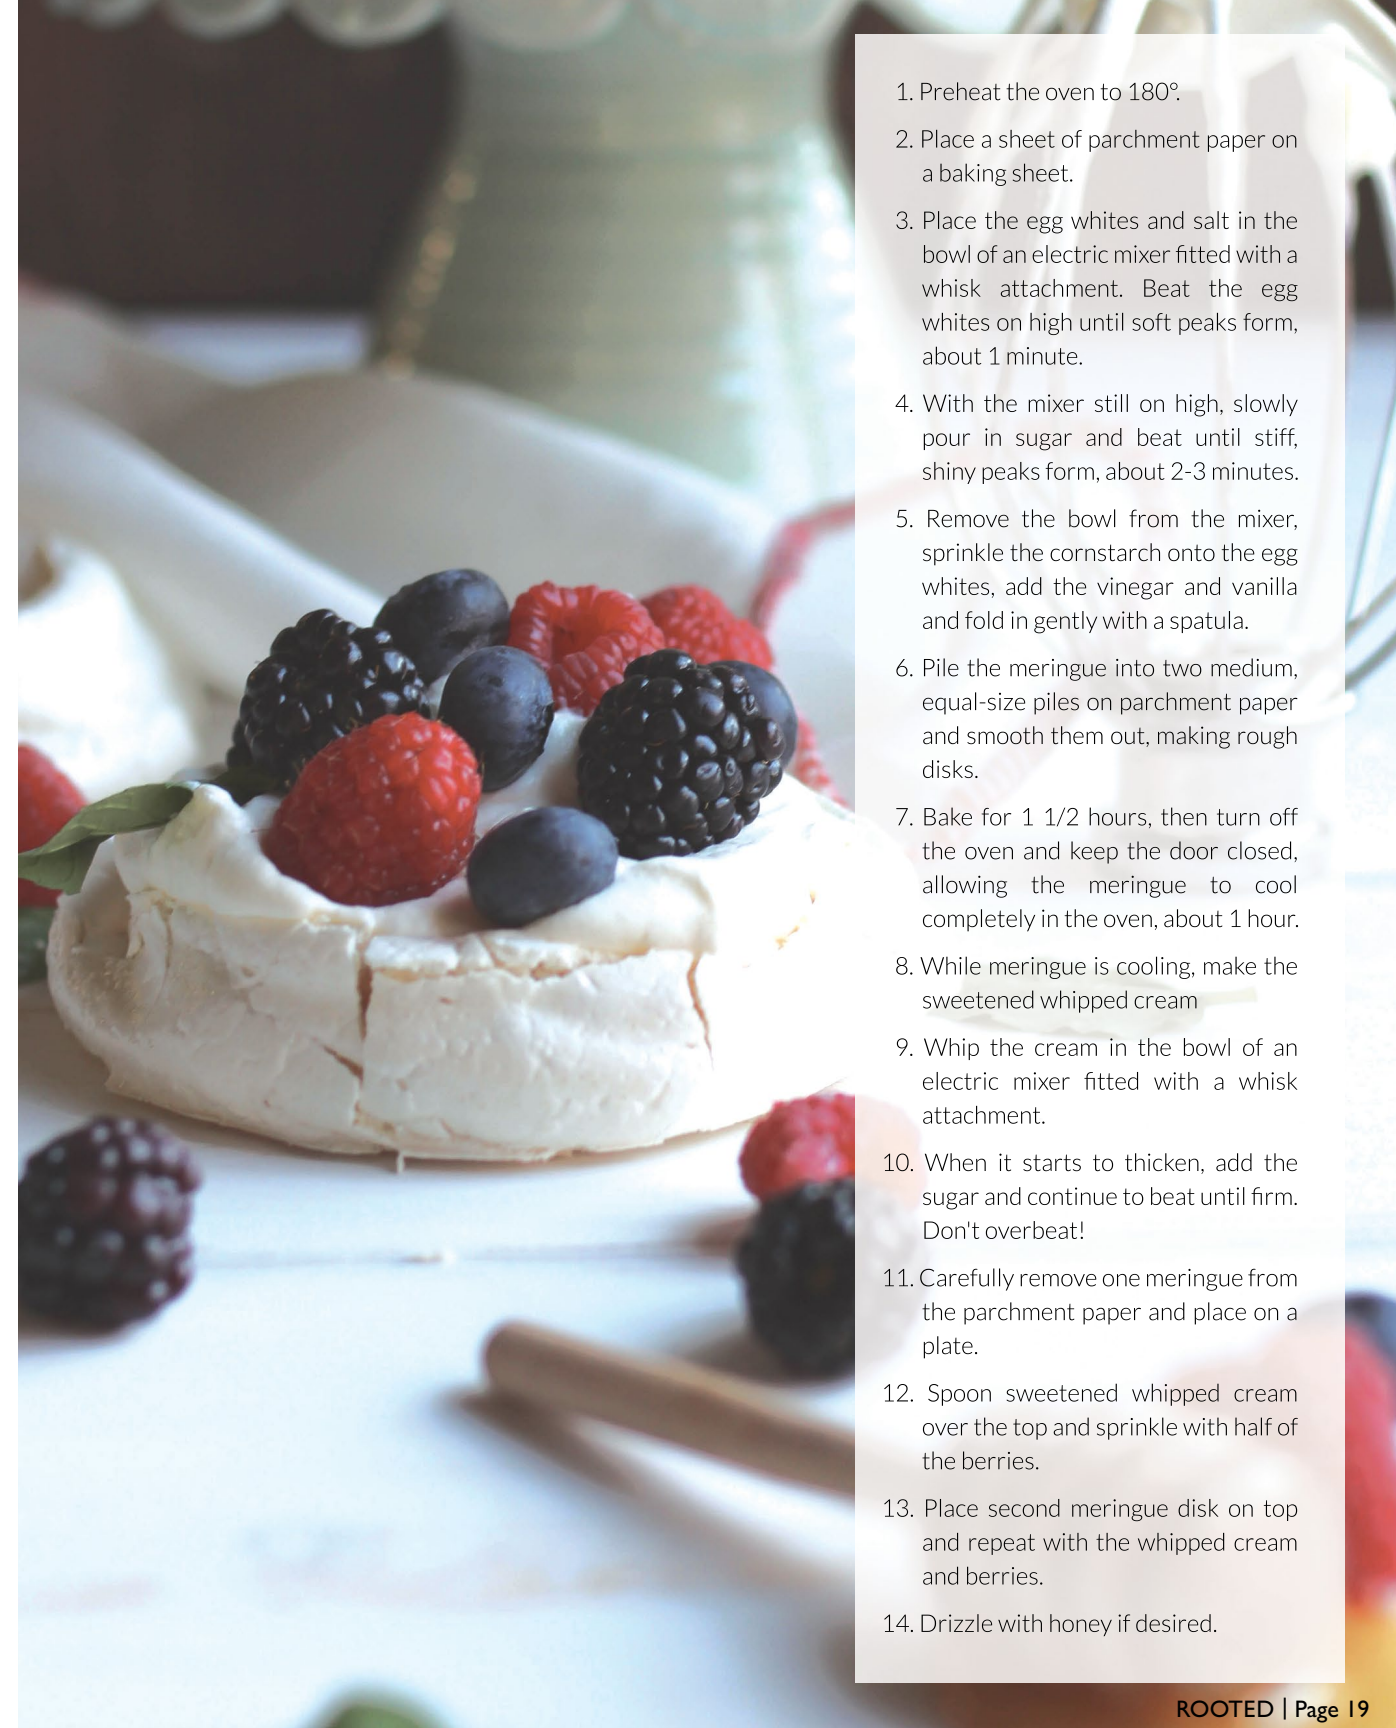 1. Preheat the oven to 180°.
2. Place a sheet of parchment paper on
a baking sheet.
3. Place the egg whites and salt in the
bowl of an electric mixer fitted with a
whisk attachment. Beat the egg
whites on high until soft peaks form,
about 1 minute.
4. With the mixer still on high, slowly
pour in sugar and beat until stiff,
shiny peaks form, about 2-3 minutes.
5. Remove the bowl from the mixer,
sprinkle the cornstarch onto the egg
whites, add the vinegar and vanilla
and fold in gently with a spatula.
6. Pile the meringue into two medium,
equal-size piles on parchment paper
and smooth them out, making rough
disks.
7. Bake for 1 1/2 hours, then turn off
the oven and keep the door closed,
allowing the meringue to cool
completely in the oven, about 1 hour.
8. While meringue is cooling, make the
sweetened whipped cream
9. Whip the cream in the bowl of an
electric mixer fitted with a whisk
attachment.
10. When it starts to thicken, add the
sugar and continue to beat until firm.
Don't overbeat!
11. Carefully remove one meringue from
the parchment paper and place on a
plate.
12. Spoon sweetened whipped cream
over the top and sprinkle with half of
the berries.
13. Place second meringue disk on top
and repeat with the whipped cream
and berries.
14. Drizzle with honey if desired.
ROOTED | Page 19